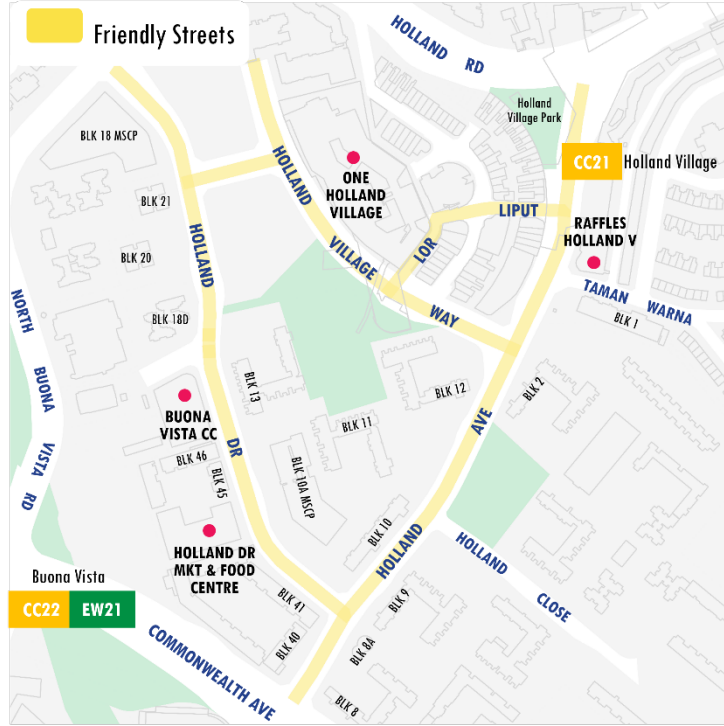 Friendly Streets
HOLLAND RD
Holland
Village Park
BLK 18 MSCP
CC21 Holland Village
ONE
HOLLAND
VILLAGE
HOLLAND
VILLAGE
WAY
BLK 21
LOR
LIPUT
RAFFLES
HOLLAND V
HOLLAND
DR
BLK 20
TAMAN WARNA
BLK 1
NORTH BUONA VISTA RD
BLK 18D
BLK 13
BLK 12
BLK 2
BUONA
VISTA CC
BLK 11
AVE
BLK 46
BLK 45
BLK 10A MSCP
BLK 10
HOLLAND
HOLLAND CLOSE
HOLLAND DR
MKT & FOOD
CENTRE
Buona Vista
CC22 EW21
BLK 41
BLK 9
COMMONWEALTH AVE
BLK 40
BLK 8A
BLK 8